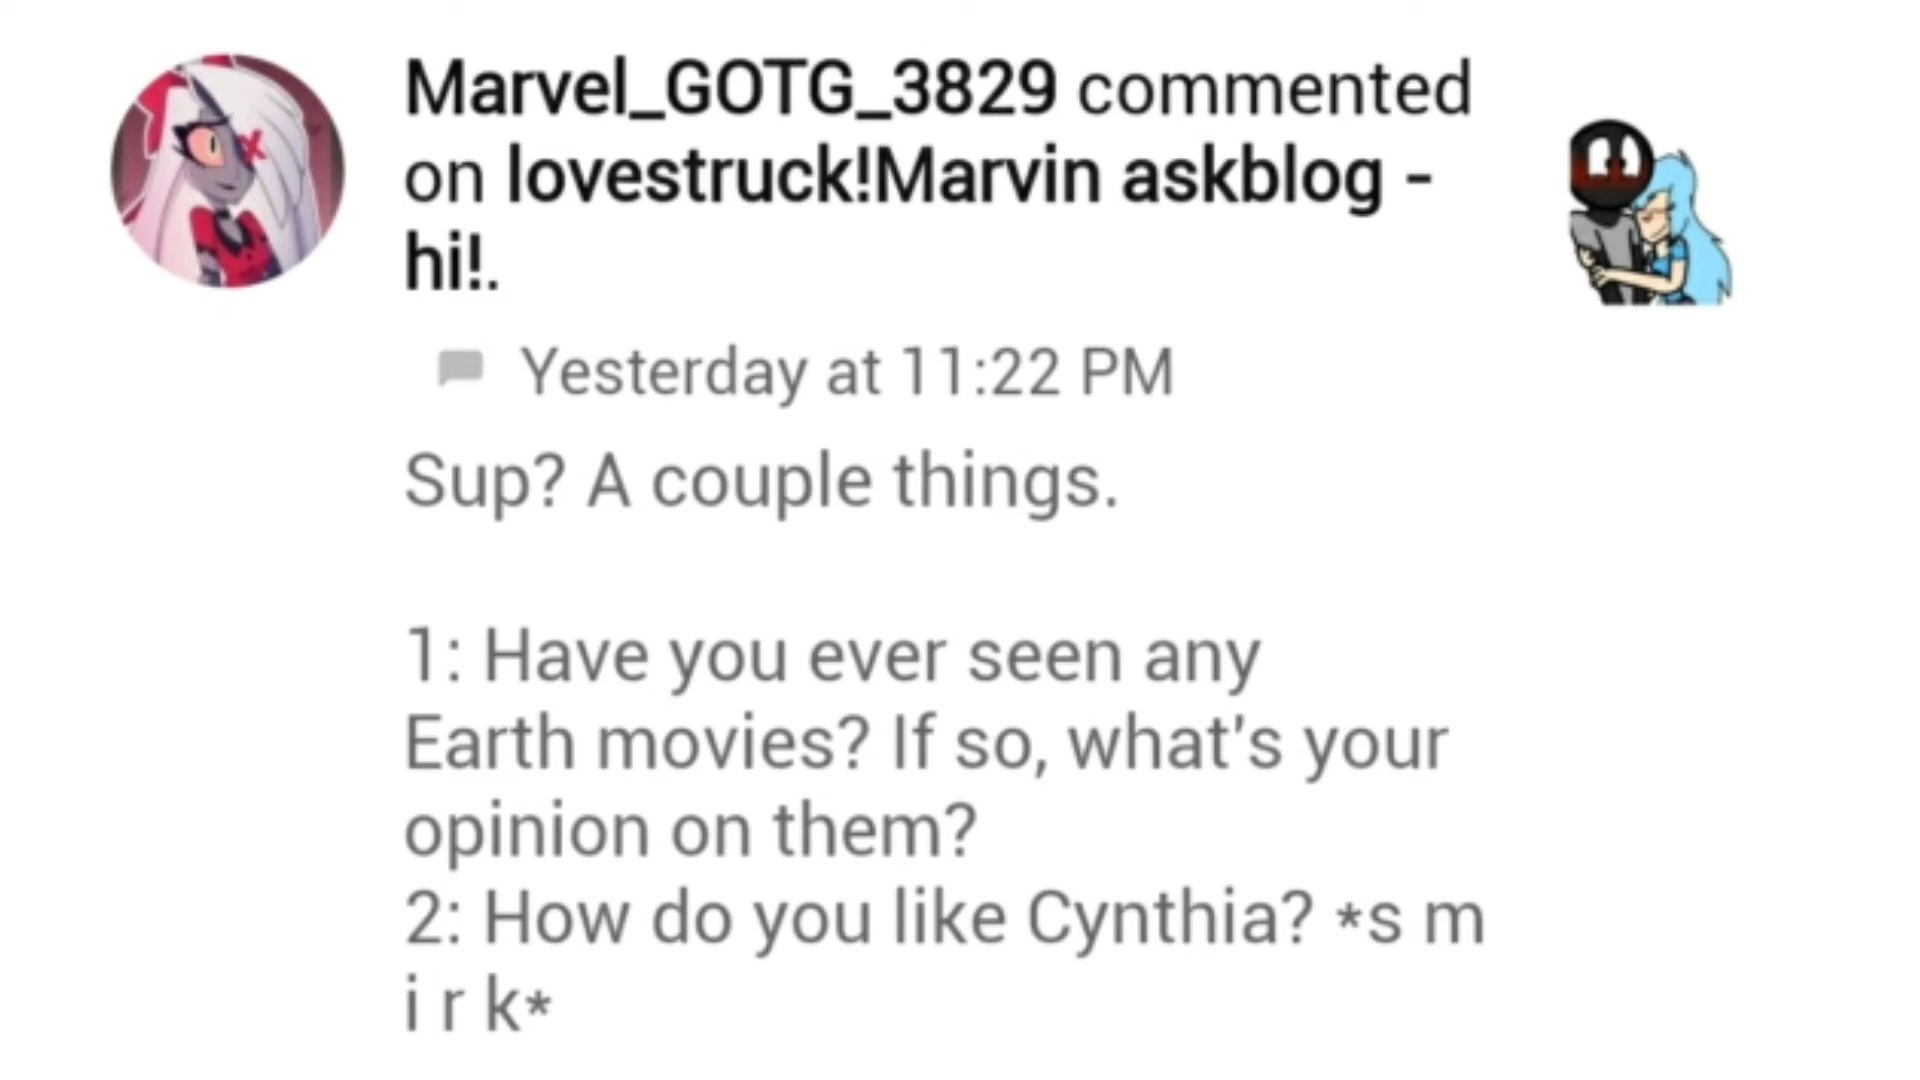 Marvel_GOTG_3829 commented
on lovestruck!Marvin askblog -
hi!.
Yesterday at 11:22 PM
Sup? A couple things.
1: Have you ever seen any
Earth movies? If so, what's your
opinion on them?
2: How do you like Cynthia? *s m
i r k*